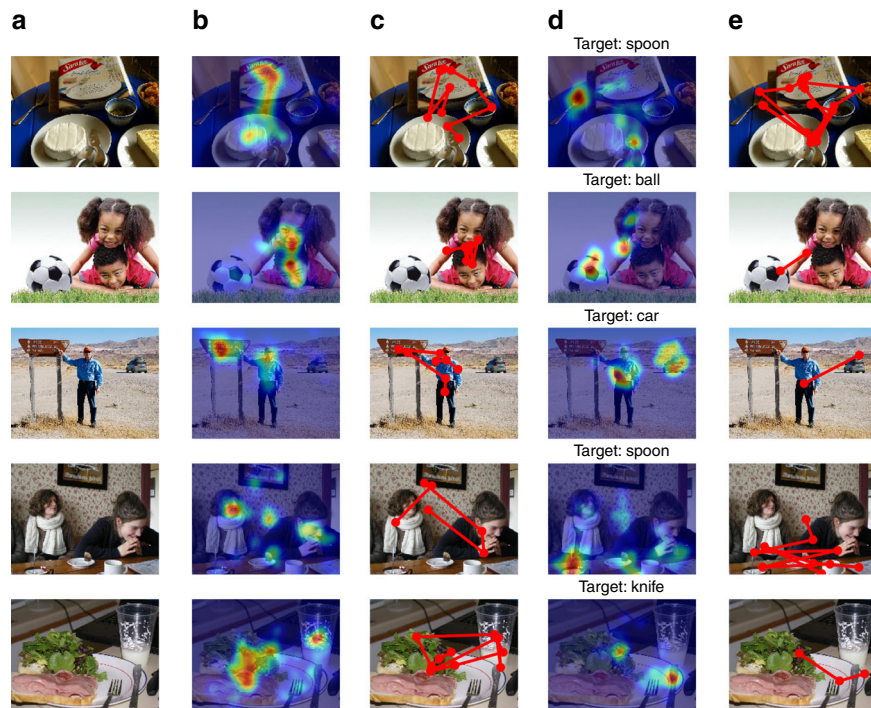 a b c d e
Target: spoon
Target: ball
Target: car
Target: spoon
Target: knife